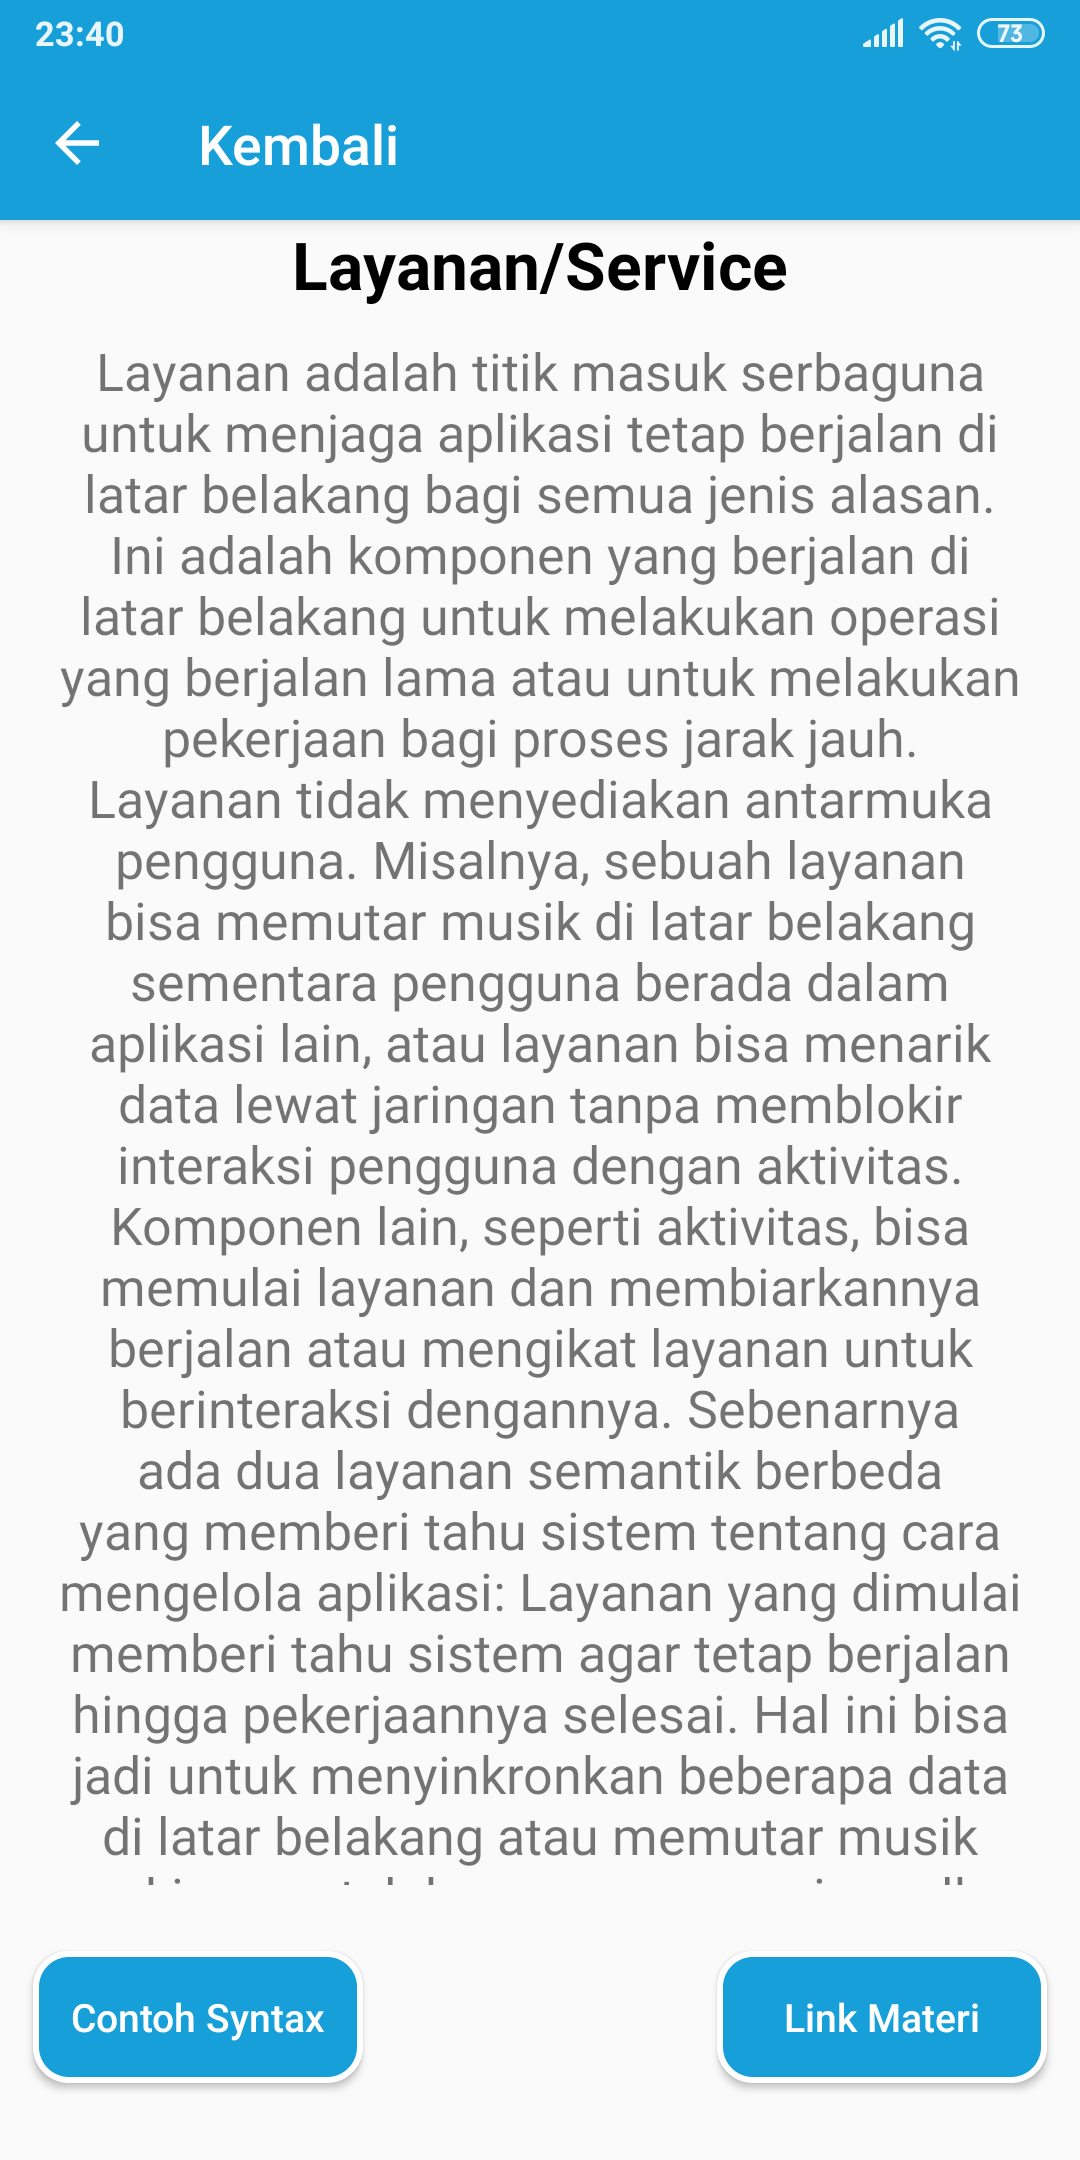 23:40
73
Kembali
Layanan/Service
Layanan adalah titik masuk serbaguna
untuk menjaga aplikasi tetap berjalan di
latar belakang bagi semua jenis alasan.
Ini adalah komponen yang berjalan di
latar belakang untuk melakukan operasi
yang berjalan lama atau untuk melakukan
pekerjaan bagi proses jarak jauh.
Layanan tidak menyediakan antarmuka
pengguna. Misalnya, sebuah layanan
bisa memutar musik di latar belakang
sementara pengguna berada dalam
aplikasi lain, atau layanan bisa menarik
data lewat jaringan tanpa memblokir
interaksi pengguna dengan aktivitas.
Komponen lain, seperti aktivitas, bisa
memulai layanan dan membiarkannya
berjalan atau mengikat layanan untuk
berinteraksi dengannya. Sebenarnya
ada dua layanan semantik berbeda
yang memberi tahu sistem tentang cara
mengelola aplikasi: Layanan yang dimulai
memberi tahu sistem agar tetap berjalan
hingga pekerjaannya selesai. Hal ini bisa
jadi untuk menyinkronkan beberapa data
di latar belakang atau memutar musik
Contoh Syntax
Link Materi